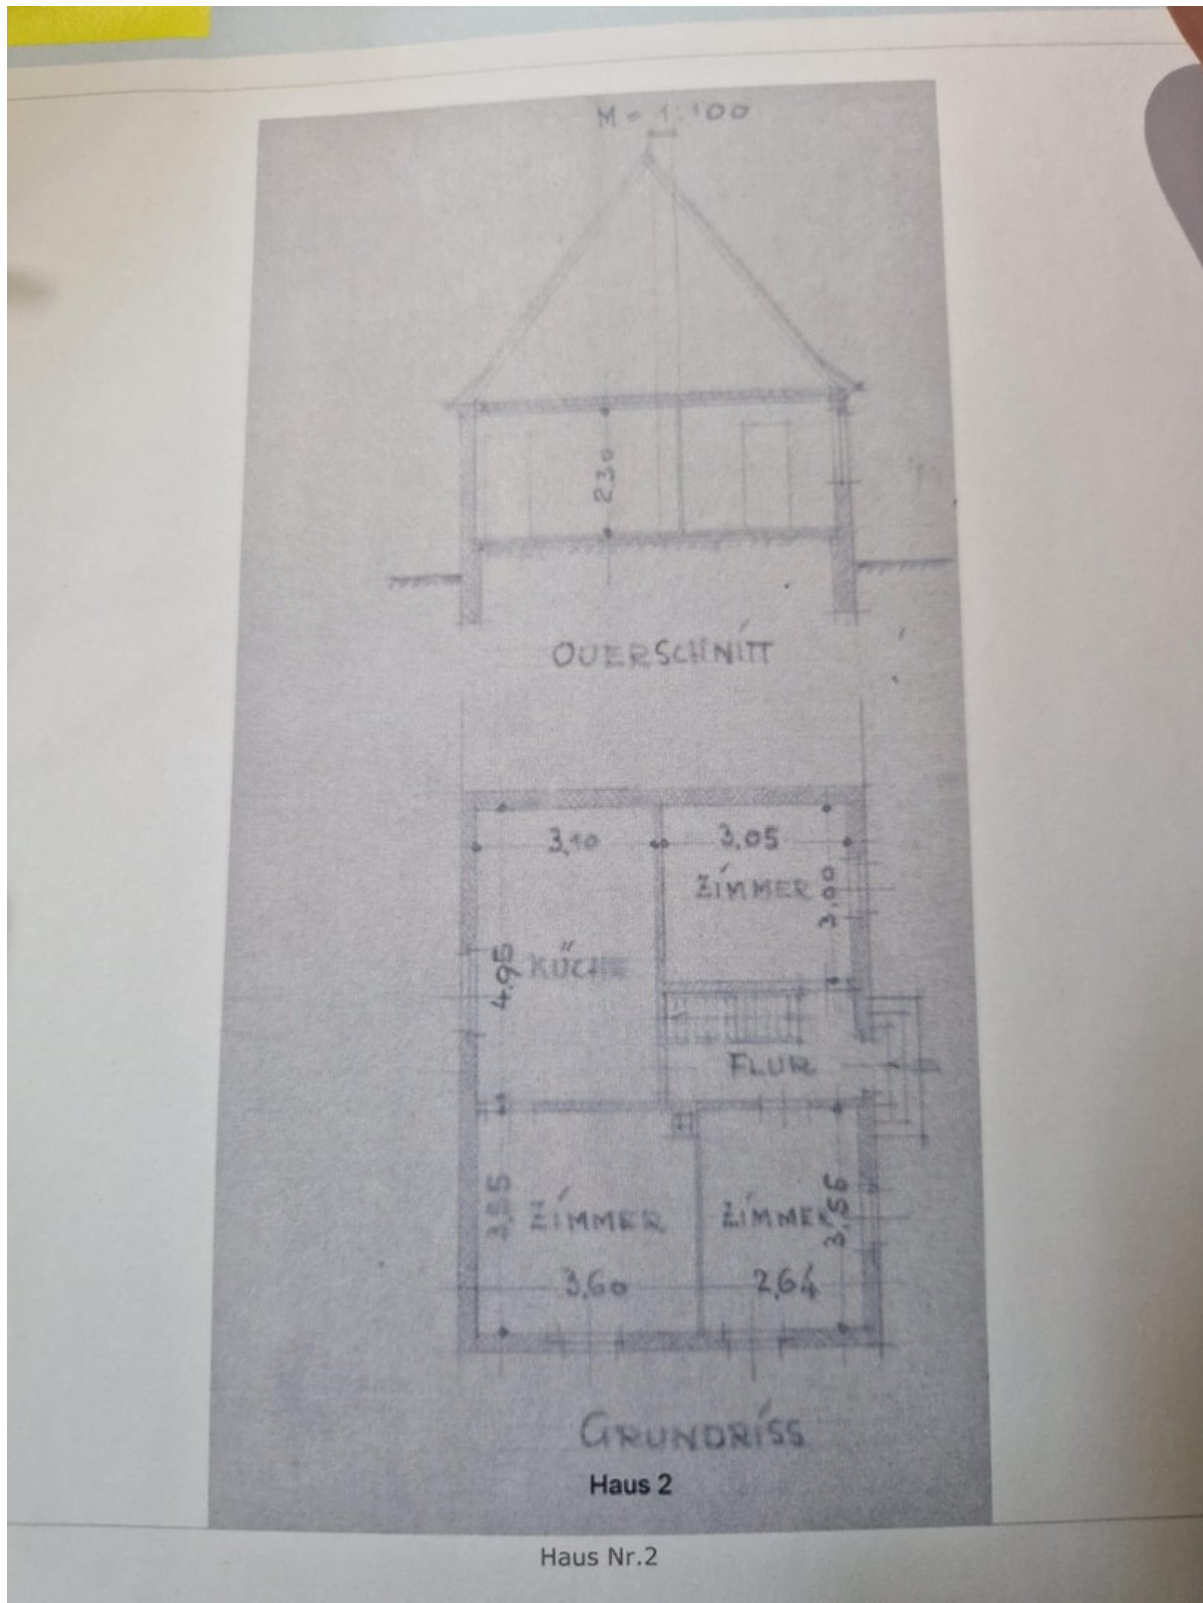 M = 1:100
2.30
QUERSCHNITT
3,10
3,05
ZIMMER
3.00
4.95
KÜCHE
FLUR
3,55
ZIMMER
ZIMMER
3,56
3,60
2,64
GRUNDRISS
Haus 2
Haus Nr.2